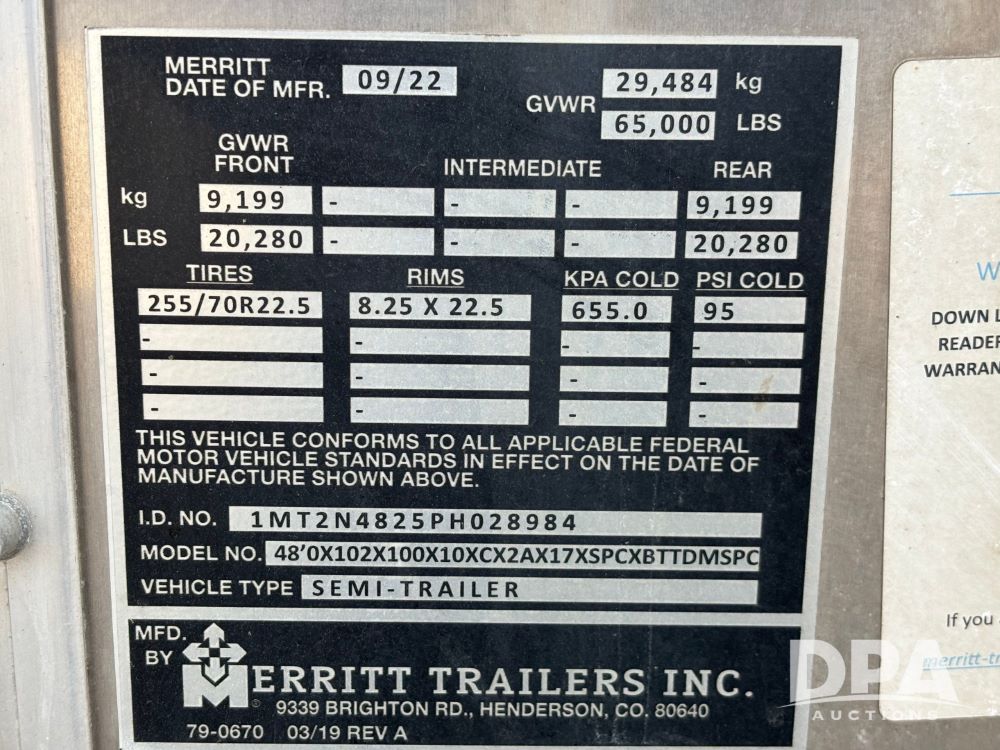 MERRITT
DATE OF MFR. 09/22
GVWR 29,484 kg
65,000 LBS
GVWR
FRONT INTERMEDIATE REAR
kg 9,199 - - - 9,199
LBS 20,280 - - - 20,280
TIRES RIMS KPA COLD PSI COLD
255/70R22.5 8.25 X 22.5 655.0 95
- - - -
- - - -
- - - -
THIS VEHICLE CONFORMS TO ALL APPLICABLE FEDERAL
MOTOR VEHICLE STANDARDS IN EFFECT ON THE DATE OF
MANUFACTURE SHOWN ABOVE.
I.D. NO. 1MT2N4825PH028984
MODEL NO. 48'0X102X100X10XCX2AX17XSPCXBTTDMSPC
VEHICLE TYPE SEMI-TRAILER
MFD.
BY MERRITT TRAILERS INC.
9339 BRIGHTON RD., HENDERSON, CO. 80640
79-0670 03/19 REV A
W
DOWN L
READER
WARRAN
If you
merritt-tr
DPA
AUCTIONS